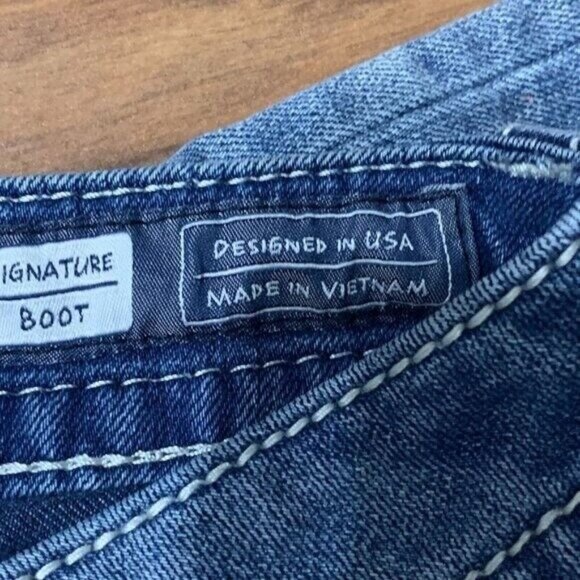 IGNATURE
BOOT
DESIGNED IN USA
MADE IN VIETNAM